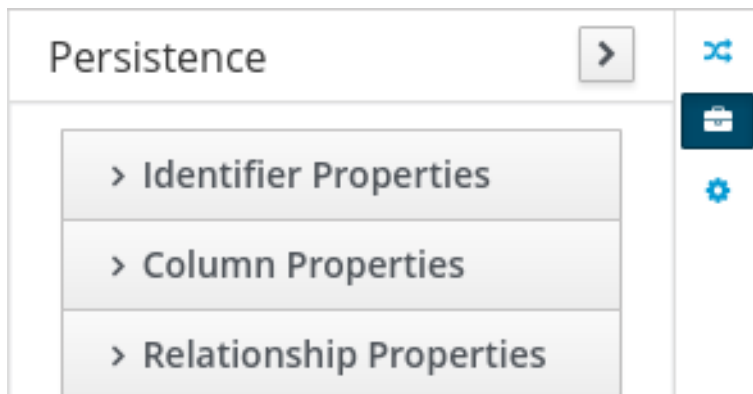 Persistence
Identifier Properties
Column Properties
Relationship Properties